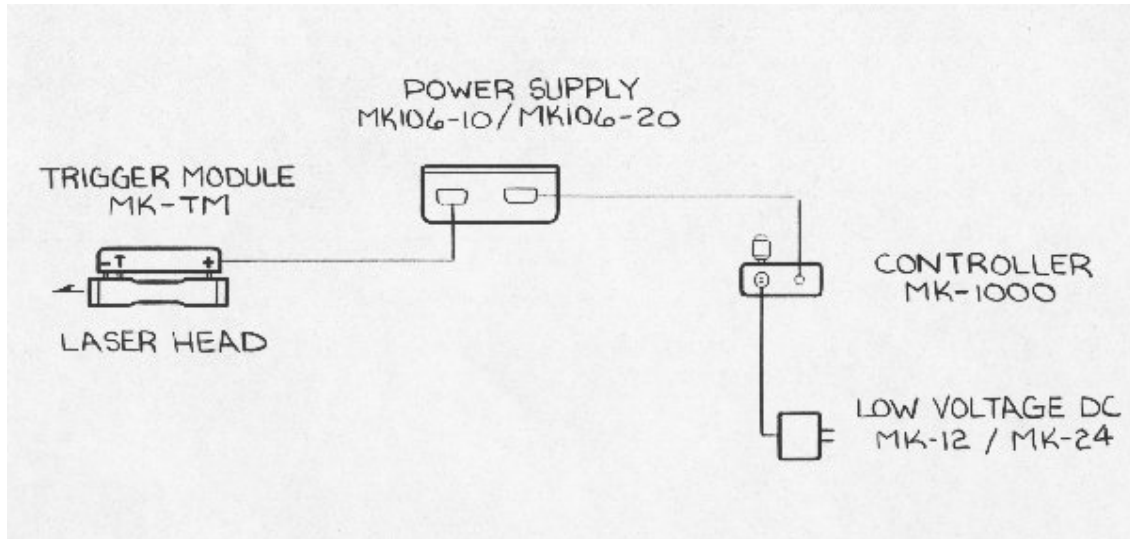 POWER SUPPLY
MK106-10/MK106-20
TRIGGER MODULE
MK-TM
- T +
LASER HEAD
CONTROLLER
MK-1000
LOW VOLTAGE DC
MK-12 / MK-24